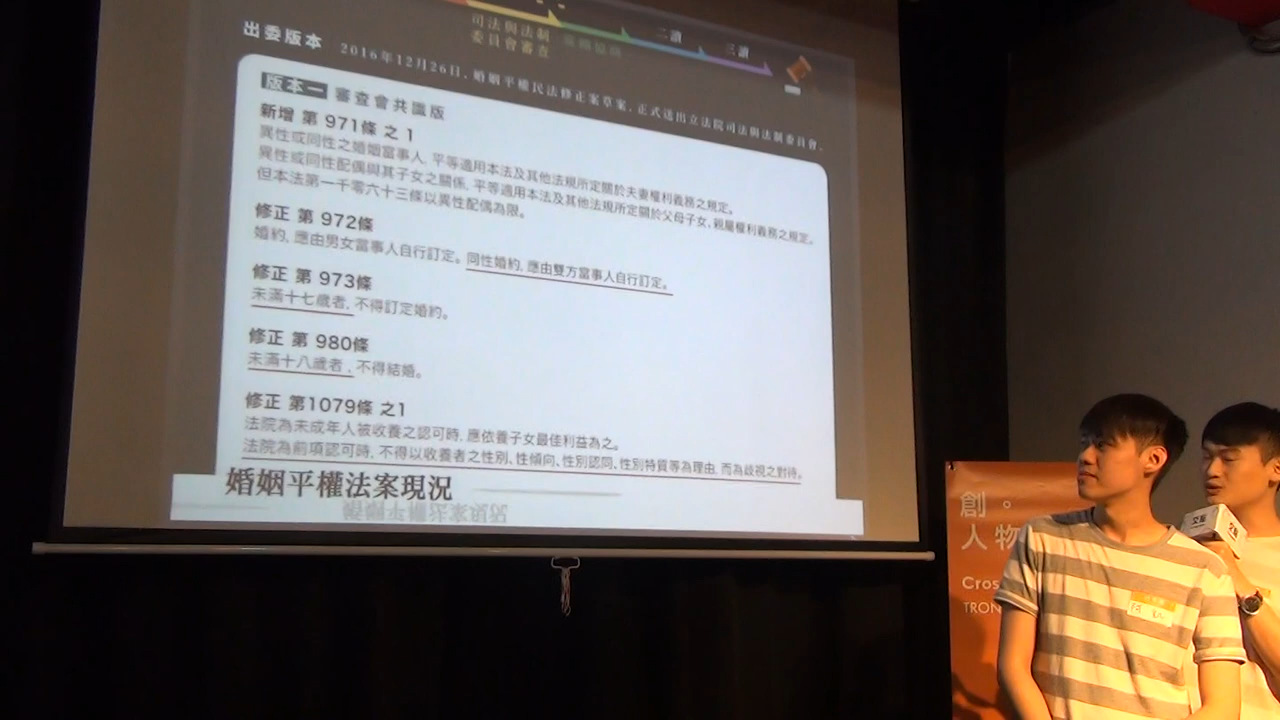 司法與法制
委員會審查
二讀
三讀
出委版本
2016年12月26日，婚姻平權民法修正案草案，正式送出立法院司法與法制委員會。
版本一 審查會共識版
新增 第 971條 之 1
異性或同性之婚姻當事人，平等適用本法及其他法規所定關於夫妻權利義務之規定。
異性或同性配偶與其子女之關係，平等適用本法及其他法規所定關於父母子女、親屬權利義務之規定。
但本法第一千零六十三條以異性配偶為限。
修正 第 972條
婚約，應由男女當事人自行訂定。同性婚約，應由雙方當事人自行訂定。
修正 第 973條
未滿十七歲者，不得訂定婚約。
修正 第 980條
未滿十八歲者，不得結婚。
修正 第1079條 之1
法院為未成年人被收養之認可時，應依養子女最佳利益為之。
法院為前項認可時，不得以收養者之性別、性傾向、性別認同、性別特質等為理由，而為歧視之對待。
婚姻平權法案現況
創。
人物
Cros
TRON